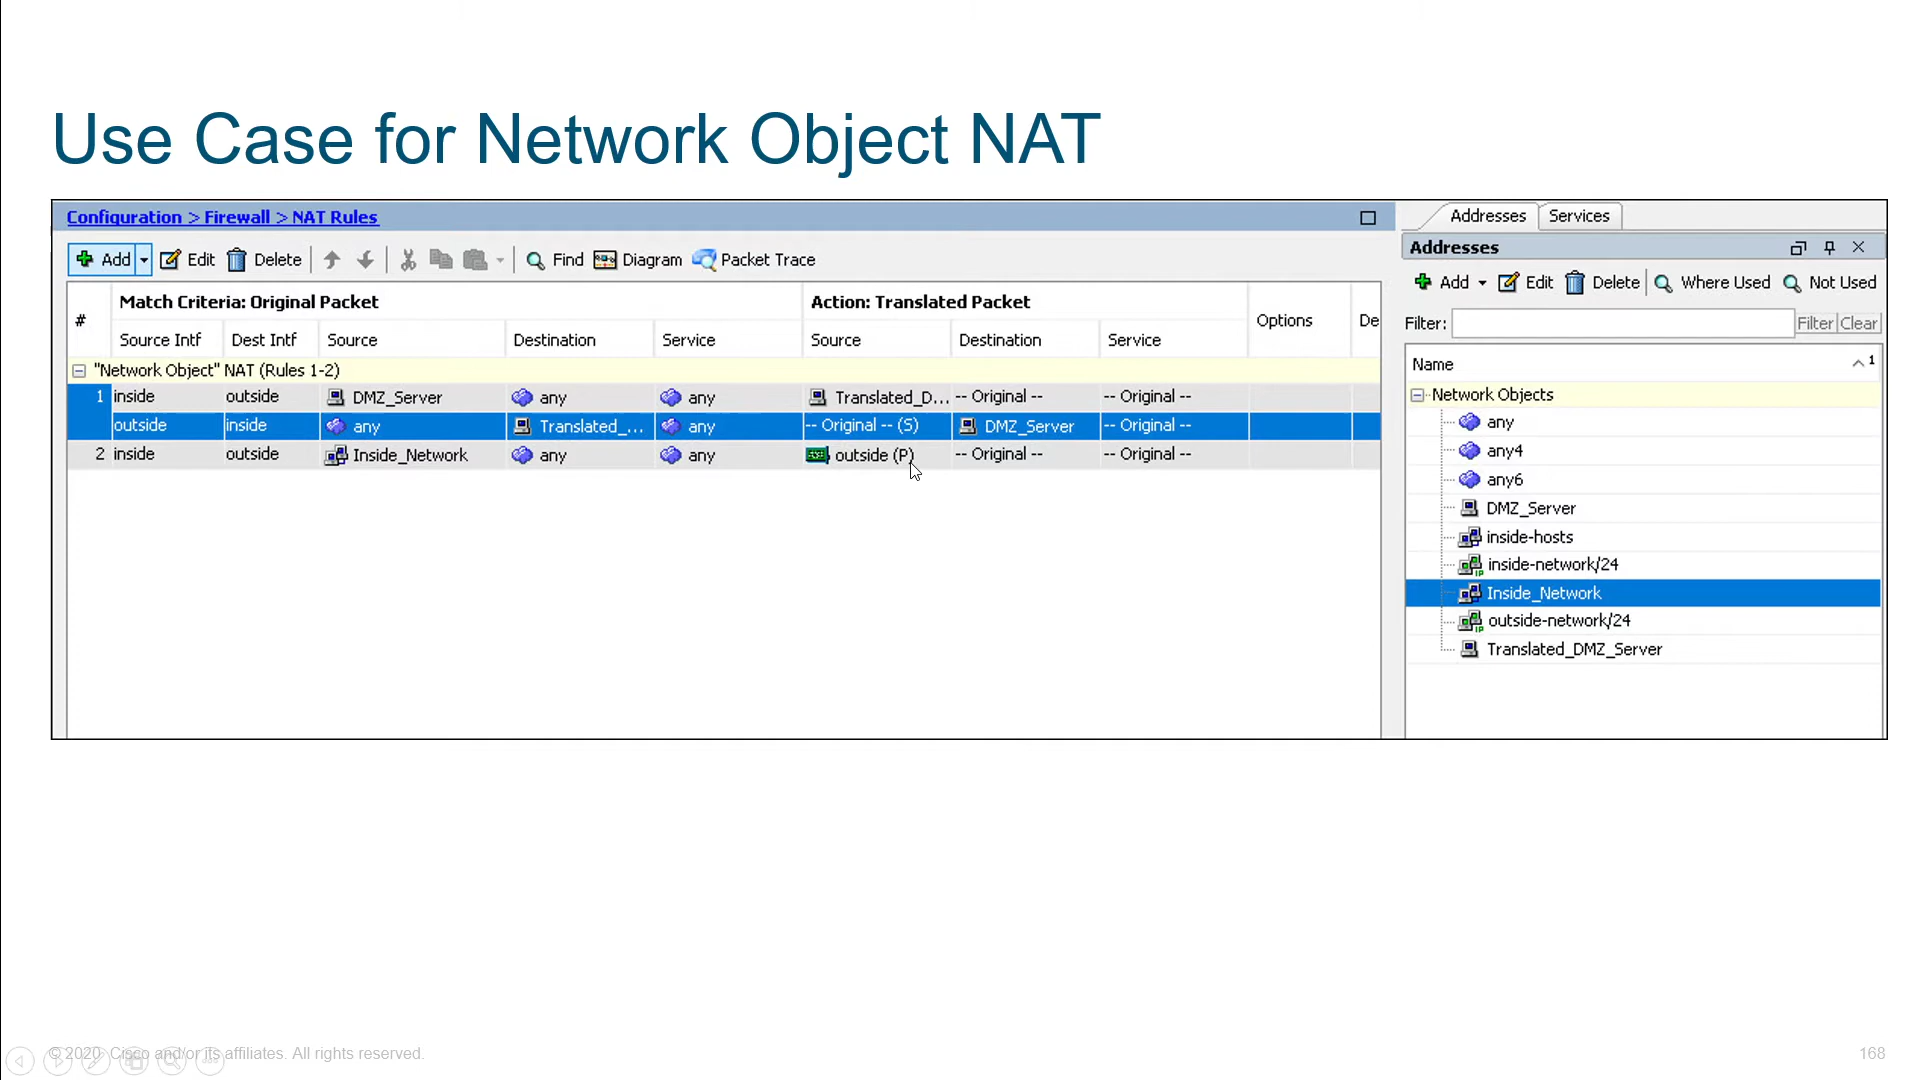 Use Case for Network Object NAT
Configuration > Firewall > NAT Rules
Add Edit Delete Find Diagram Packet Trace
# Match Criteria: Original Packet Action: Translated Packet Options De
Source Intf Dest Intf Source Destination Service Source Destination Service
"Network Object" NAT (Rules 1-2)
1 inside outside DMZ_Server any any Translated_D... -- Original -- -- Original --
outside inside any Translated_... any -- Original -- (S) DMZ_Server -- Original --
2 inside outside Inside_Network any any outside (P) -- Original -- -- Original --
Addresses Services
Addresses
Add Edit Delete Where Used Not Used
Filter: Filter Clear
Name 1
Network Objects
any
any4
any6
DMZ_Server
inside-hosts
inside-network/24
Inside_Network
outside-network/24
Translated_DMZ_Server
© 2020 Cisco and/or its affiliates. All rights reserved.
168